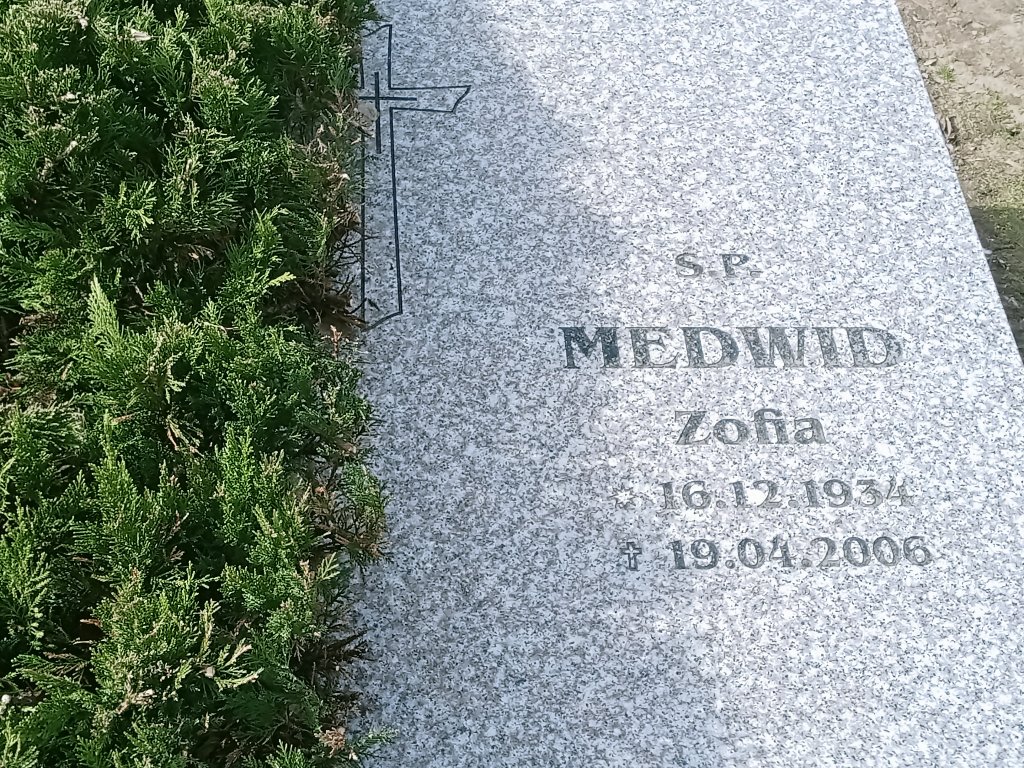 S.P.
MEDWID
Zofia
* 16.12.1934
✝ 19.04.2006